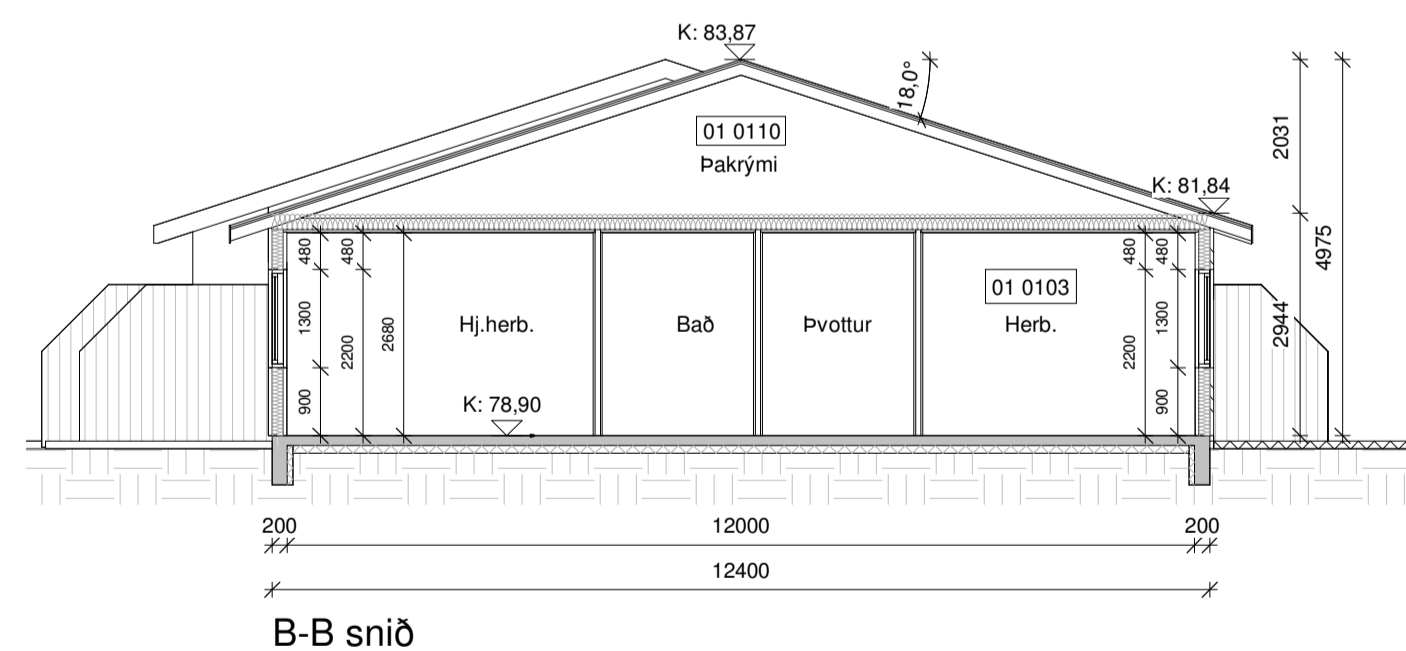 K: 83,87
18,0°
01 0110
Þakrými
K: 81,84
2031
4975
2944
480
480
480
480
01 0103
1300
2200
2680
Hj.herb.
Bað
Þvottur
Herb.
2200
1300
900
K: 78,90
900
200
12000
200
12400
B-B snið